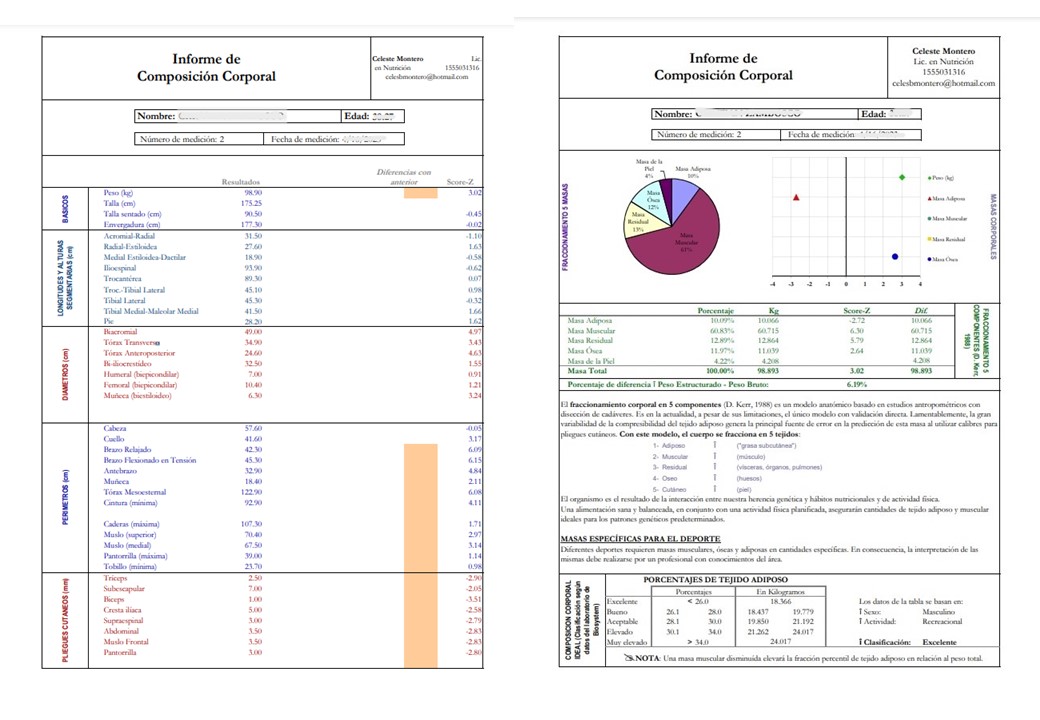 Informe de
Composición Corporal
Celeste Montero Lic.
en Nutrición 1555031316
celesbmontero@hotmail.com
Nombre: Edad:
Número de medición: 2 Fecha de medición:
Resultados Diferencias con anterior Score-Z
BASICOS
Peso (kg) 98.90 3.02
Talla (cm) 175.25
Talla sentado (cm) 90.50 -0.45
Envergadura (cm) 177.30 -0.02
LONGITUDES Y ALTURAS SEGMENTARIAS (cm)
Acromial-Radial 31.50 -1.10
Radial-Estiloidea 27.60 1.63
Medial Estiloidea-Dactilar 18.90 -0.58
Ilioespinal 93.90 -0.62
Trocantérea 89.30 0.07
Troc.-Tibial Lateral 45.10 0.98
Tibial Lateral 45.30 -0.32
Tibial Medial-Maleolar Medial 41.50 1.66
Pie 28.20 1.62
DIAMETROS (cm)
Biacromial 49.00 4.97
Tórax Transverso 34.90 3.43
Tórax Anteroposterior 24.60 4.63
Bi-iliocrestídeo 32.50 1.55
Humeral (biepicondilar) 7.00 0.91
Femoral (biepicondilar) 10.40 1.21
Muñeca (biestiloideo) 6.30 3.24
PERIMETROS (cm)
Cabeza 57.60 -0.05
Cuello 41.60 3.17
Brazo Relajado 42.30 6.09
Brazo Flexionado en Tensión 45.30 6.15
Antebrazo 32.90 4.84
Muñeca 18.40 2.11
Tórax Mesoesternal 122.90 6.08
Cintura (mínima) 92.90 4.11
Caderas (máxima) 107.30 1.71
Muslo (superior) 70.40 2.97
Muslo (medial) 67.50 3.14
Pantorrilla (máxima) 39.00 1.14
Tobillo (mínima) 23.70 0.98
PLIEGUES CUTANEOS (mm)
Tríceps 2.50 -2.90
Subescapular 7.00 -2.05
Bíceps 1.00 -3.51
Cresta ilíaca 5.00 -2.58
Supraespinal 3.00 -2.79
Abdominal 3.50 -2.83
Muslo Frontal 3.50 -2.83
Pantorrilla 3.00 -2.80
Informe de
Composición Corporal
Celeste Montero
Lic. en Nutrición
1555031316
celesbmontero@hotmail.com
Nombre: Edad:
Número de medición: 2 Fecha de medición
FRACCIONAMIENTO 5 MASAS
Masa de la Piel 4%
Masa Adiposa 10%
Masa Ósea 12%
Masa Residual 13%
Masa Muscular 61%
-4 -3 -2 -1 0 1 2 3 4
Peso (kg)
Masa Adiposa
Masa Muscular
Masa Residual
Masa Ósea
MASAS CORPORALES
Porcentaje Kg Score-Z Dif.
Masa Adiposa 10.09% 10.066 -2.72 10.066
Masa Muscular 60.83% 60.715 6.30 60.715
Masa Residual 12.89% 12.864 5.79 12.864
Masa Ósea 11.97% 11.039 2.64 11.039
Masa de la Piel 4.22% 4.208 4.208
Masa Total 100.00% 98.893 3.02 98.893
FRACCIONAMIENTO 5 COMPONENTES (D. Kerr, 1988)
Porcentaje de diferencia Î Peso Estructurado - Peso Bruto: 6.19%
El fraccionamiento corporal en 5 componentes (D. Kerr, 1988) es un modelo anatómico basado en estudios antropométricos con
disección de cadáveres. Es en la actualidad, a pesar de sus limitaciones, el único modelo con validación directa. Lamentablemente, la gran
variabilidad de la compresibilidad del tejido adiposo genera la principal fuente de error en la predicción de esta masa al utilizar calibres para
pliegues cutáneos. Con este modelo, el cuerpo se fracciona en 5 tejidos:
1- Adiposo Î ("grasa subcutánea")
2- Muscular Î (músculo)
3- Residual Î (vísceras, órganos, pulmones)
4- Oseo Î (huesos)
5- Cutáneo Î (piel)
El organismo es el resultado de la interacción entre nuestra herencia genética y hábitos nutricionales y de actividad física.
Una alimentación sana y balanceada, en conjunto con una actividad física planificada, asegurarán cantidades de tejido adiposo y muscular
ideales para los patrones genéticos predeterminados.
MASAS ESPECÍFICAS PARA EL DEPORTE
Diferentes deportes requieren masas musculares, óseas y adiposas en cantidades específicas. En consecuencia, la interpretación de las
mismas debe realizarse por un profesional con conocimientos del área.
COMPOSICION CORPORAL IDEAL (Clasificación según datos del laboratorio de Biosystem)
PORCENTAJES DE TEJIDO ADIPOSO
Porcentajes En Kilogramos
Excelente < 26.0 18.366 Los datos de la tabla se basan en:
Bueno 26.1 28.0 18.437 19.779 Î Sexo: Masculino
Aceptable 28.1 30.0 19.850 21.192 Î Actividad: Recreacional
Elevado 30.1 34.0 21.262 24.017
Muy elevado > 34.0 24.017 Î Clasificación: Excelente
NOTA: Una masa muscular disminuida elevará la fracción percentil de tejido adiposo en relación al peso total.